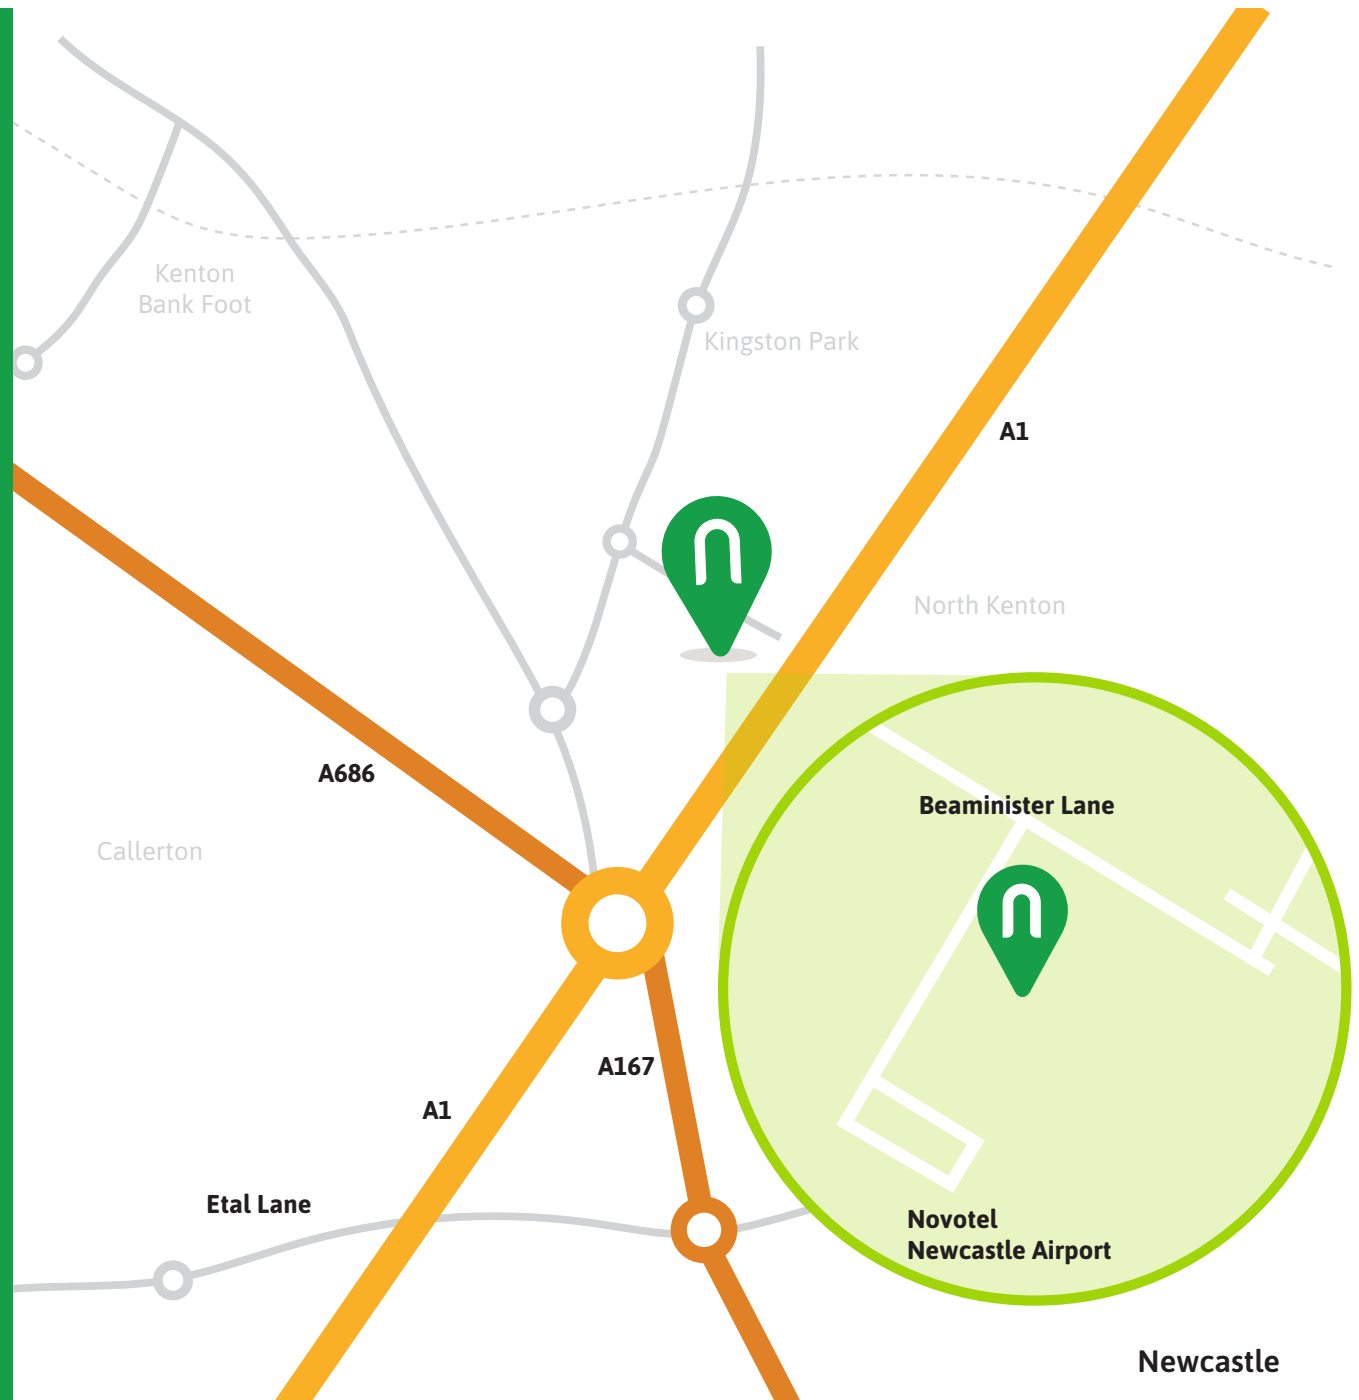 Kenton
Bank Foot
Kingston Park
A1
North Kenton
A686
Beaminister Lane
Callerton
A167
A1
Etal Lane
Novotel
Newcastle Airport
Newcastle